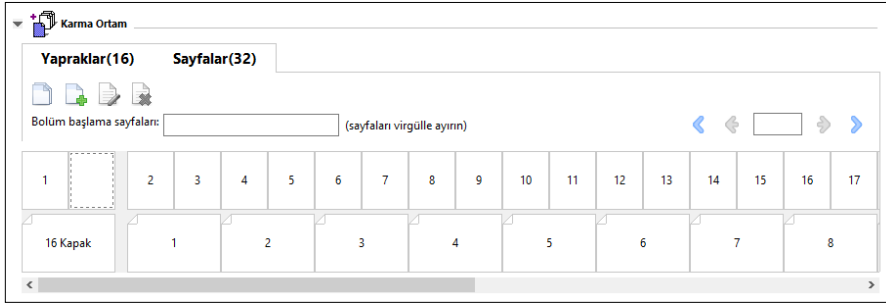 Karma Ortam
Yapraklar(16) Sayfalar(32)
Bolüm başlama sayfaları: (sayfaları virgülle ayırın)
1 2 3 4 5 6 7 8 9 10 11 12 13 14 15 16 17
16 Kapak 1 2 3 4 5 6 7 8